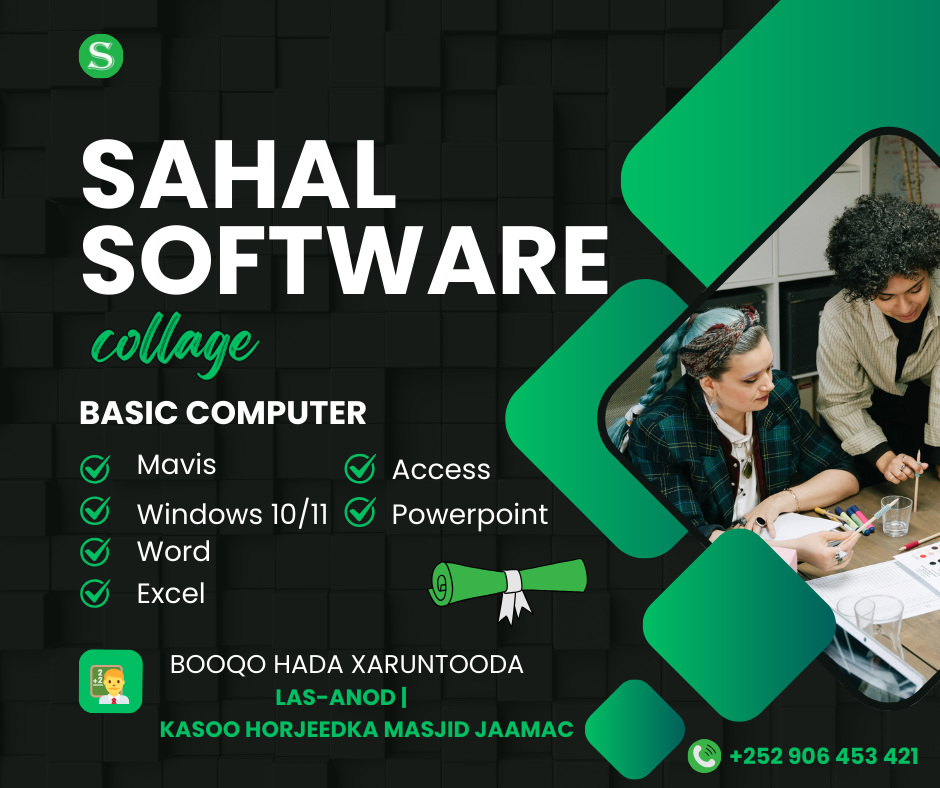 S
SAHAL
SOFTWARE
collage
BASIC COMPUTER
Mavis
Windows 10/11
Word
Excel
Access
Powerpoint
BOOQO HADA XARUNTOODA
LAS-ANOD |
KASOO HORJEEDKA MASJID JAAMAC
+252 906 453 421